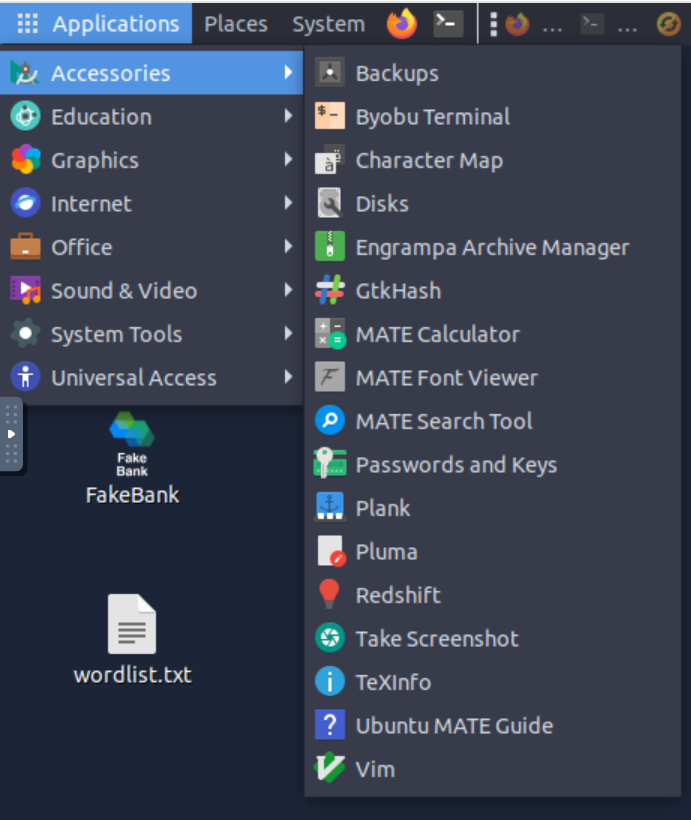 Applications Places System ... ...
Accessories
Education
Graphics
Internet
Office
Sound & Video
System Tools
Universal Access
Backups
Byobu Terminal
Character Map
Disks
Engrampa Archive Manager
GtkHash
MATE Calculator
MATE Font Viewer
MATE Search Tool
Passwords and Keys
Plank
Pluma
Redshift
Take Screenshot
TeXInfo
Ubuntu MATE Guide
Vim
Fake
Bank
FakeBank
wordlist.txt